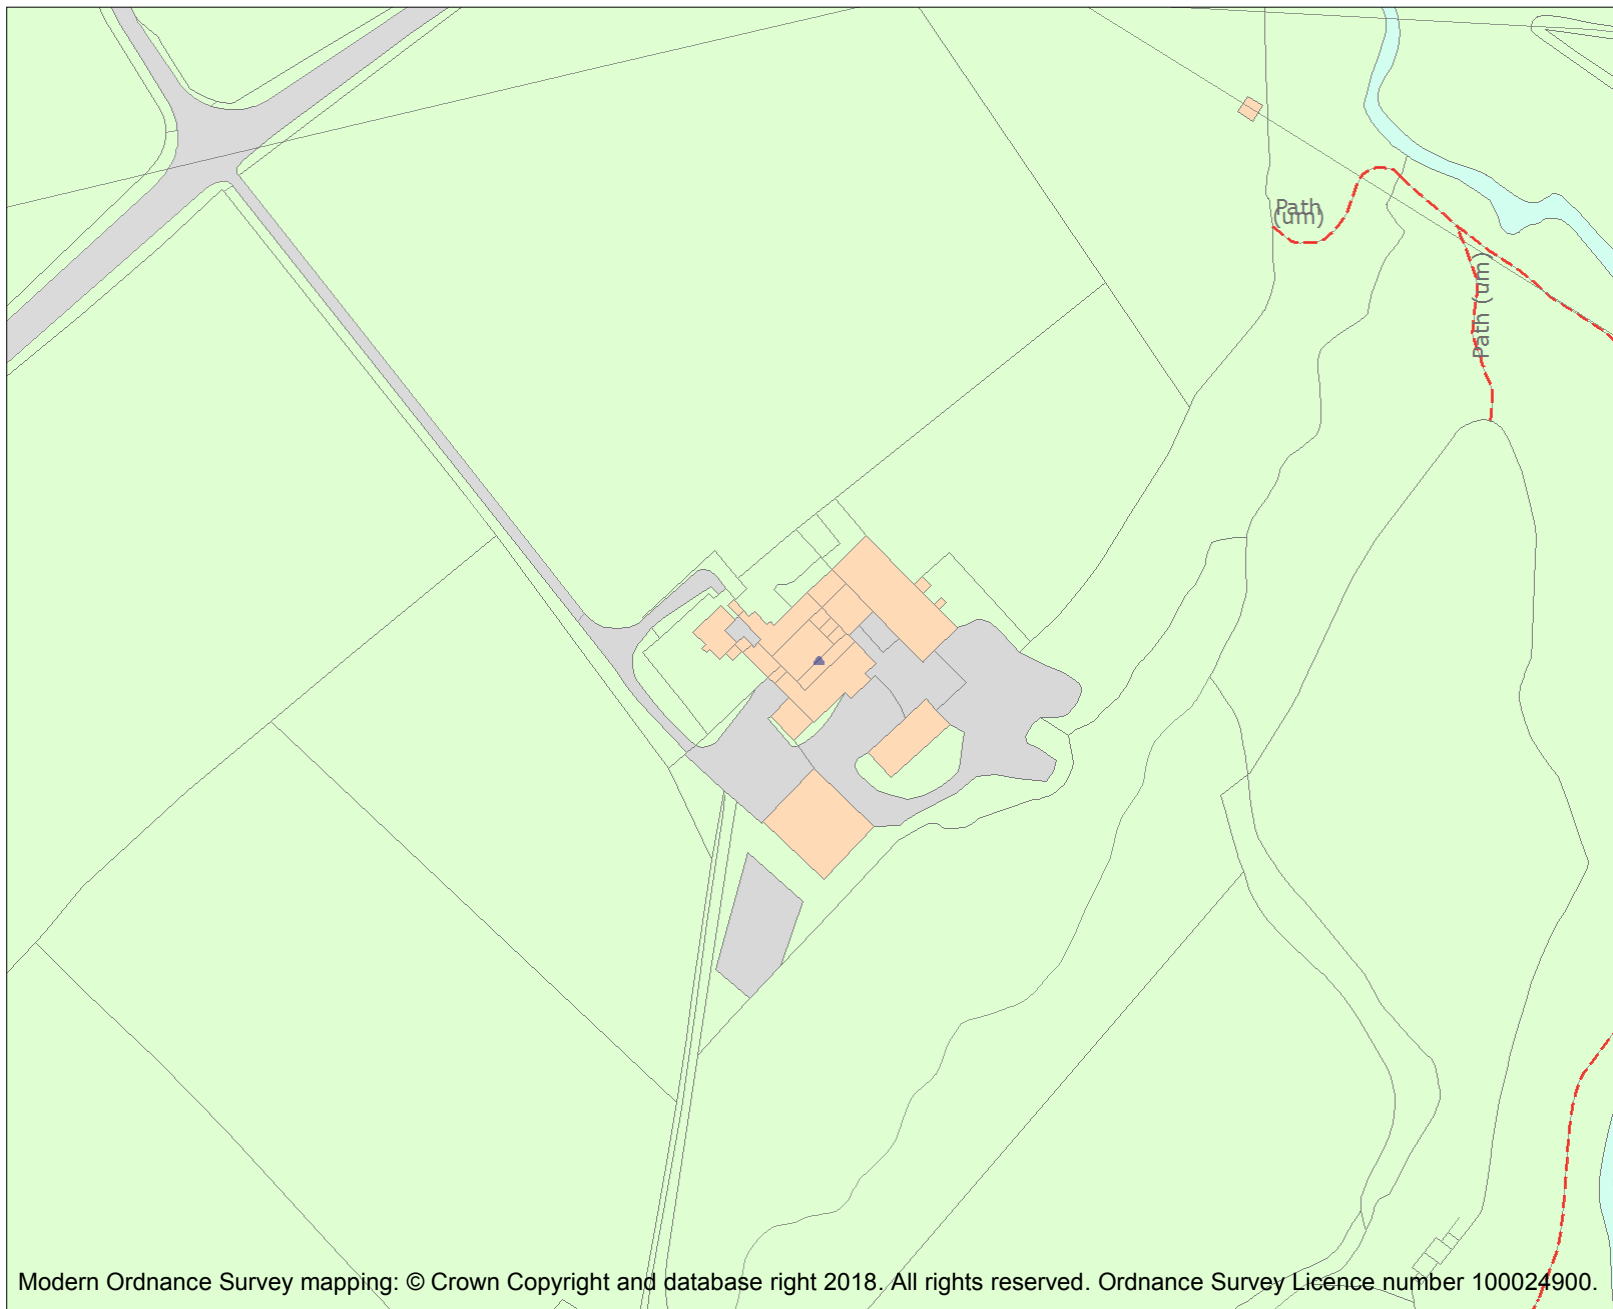 Path
(um)
Path (um)
Modern Ordnance Survey mapping: © Crown Copyright and database right 2018. All rights reserved. Ordnance Survey Licence number 100024900.